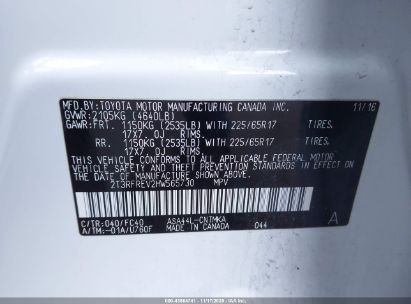 MFD.BY: TOYOTA MOTOR MANUFACTURING CANADA INC. 11/16
GVWR: 2105KG (4640LB)
GAWR: FRT. 1150KG (2535LB) WITH 225/65R17 TIRES.
17X7.0J RIMS.
RR. 1150KG (2535LB) WITH 225/65R17 TIRES.
17X7.0J RIMS.
THIS VEHICLE CONFORMS TO ALL APPLICABLE FEDERAL MOTOR
VEHICLE SAFETY AND THEFT PREVENTION STANDARDS IN EFFECT
ON THE DATE OF MANUFACTURE SHOWN ABOVE.
2T3RFREV2HW565730 MPV
C/TR: 040/FC40 ASA44L-CNTMKA A
A/TM: -01A/U760F 044